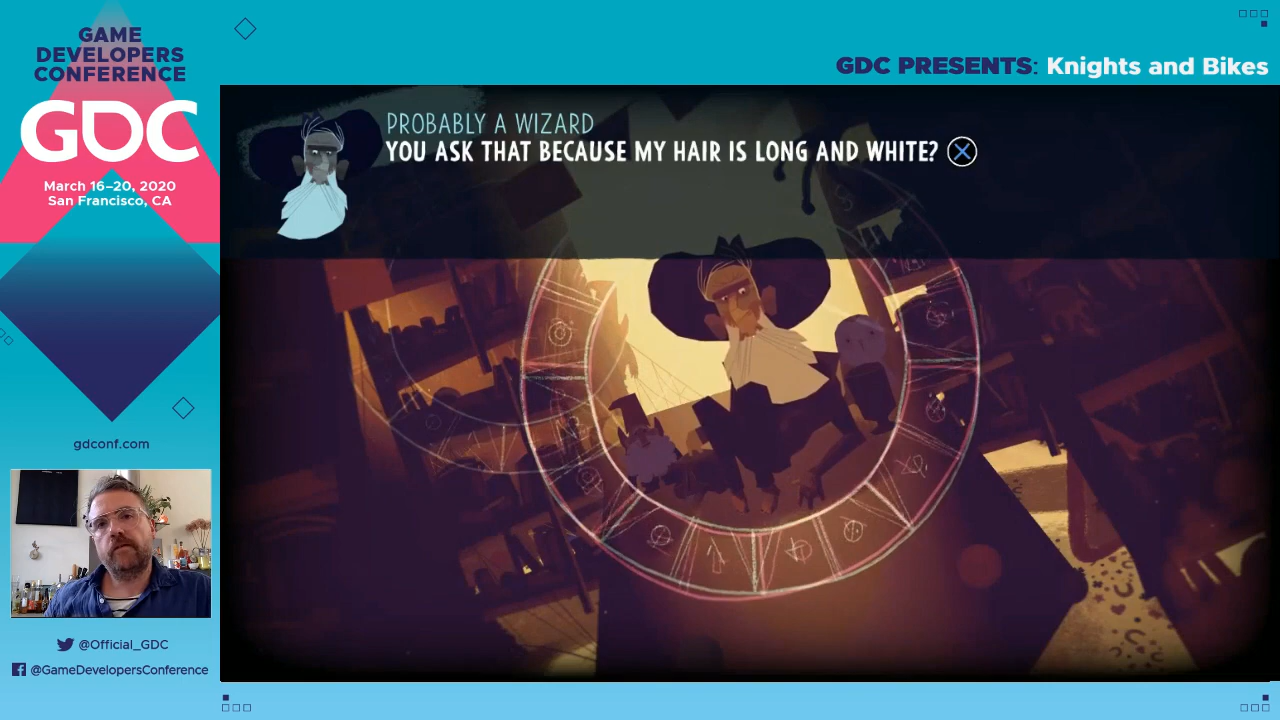 GAME
DEVELOPERS
CONFERENCE
GDC
March 16–20, 2020
San Francisco, CA
gdconf.com
@Official_GDC
@GameDevelopersConference
GDC PRESENTS: Knights and Bikes
PROBABLY A WIZARD
YOU ASK THAT BECAUSE MY HAIR IS LONG AND WHITE?